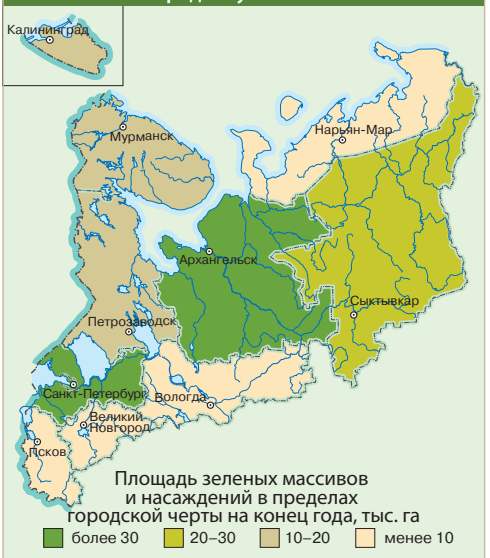 Калининград
Мурманск
Нарьян-Мар
Архангельск
Сыктывкар
Петрозаводск
Санкт-Петербург
Вологда
Великий
Новгород
Псков
Площадь зеленых массивов
и насаждений в пределах
городской черты на конец года, тыс. га
более 30
20–30
10–20
менее 10